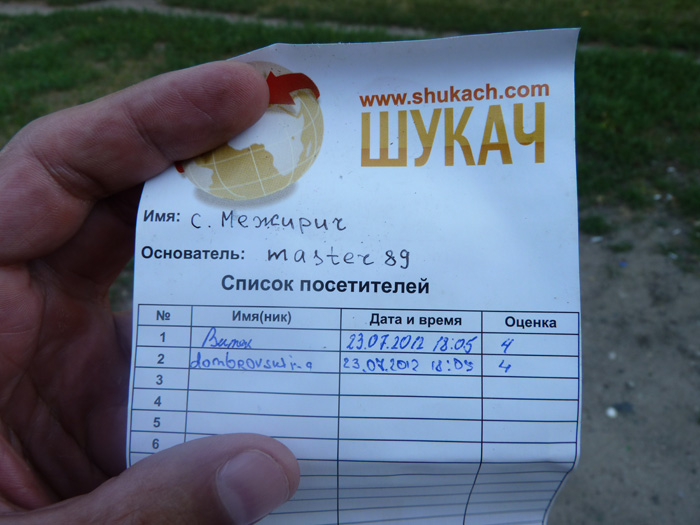 www.shukach.com
ШУКАЧ
Имя: с. Межирич
Основатель: master 89
Список посетителей
№ Имя(ник) Дата и время Оценка
1 23.07.2012 18:05 4
2 23.07.2012 18:05 4
3
4
5
6